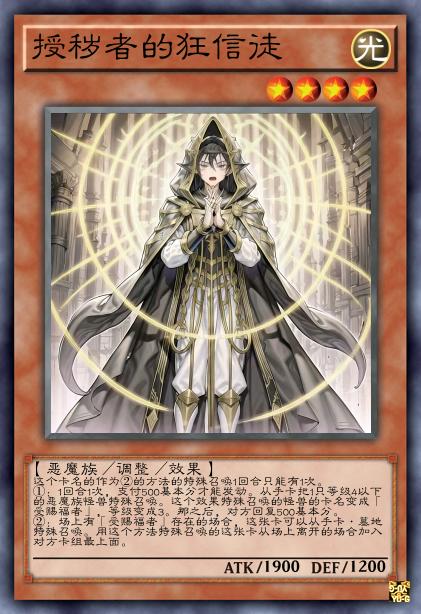 授秽者的狂信徒
光
【恶魔族／调整／效果】
这个卡名的作为②的方法的特殊召唤1回合只能有1次。
①：1回合1次，支付500基本分才能发动。从手卡把1只等级4以下
的恶魔族怪兽特殊召唤。这个效果特殊召唤的怪兽的卡名变成「
受赐福者」，等级变成3。那之后，对方回复500基本分。
②：场上有「受赐福者」存在的场合，这张卡可以从手卡・墓地
特殊召唤。用这个方法特殊召唤的这张卡从场上离开的场合加入
对方卡组最上面。
ATK/1900 DEF/1200